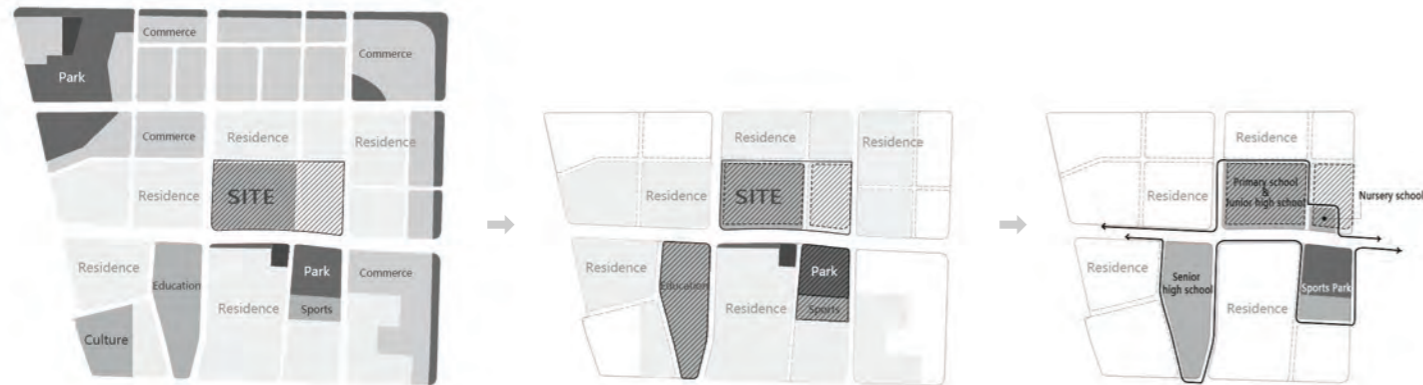 Commerce
Park
Commerce
Commerce
Residence
Residence
Residence
SITE
Residence
Education
Park
Commerce
Residence
Sports
Culture
Residence
Residence
Residence
SITE
Residence
Education
Park
Residence
Sports
Residence
Primary school
&
Junior high school
Residence
Nursery school
Residence
Senior
high school
Sports Park
Residence